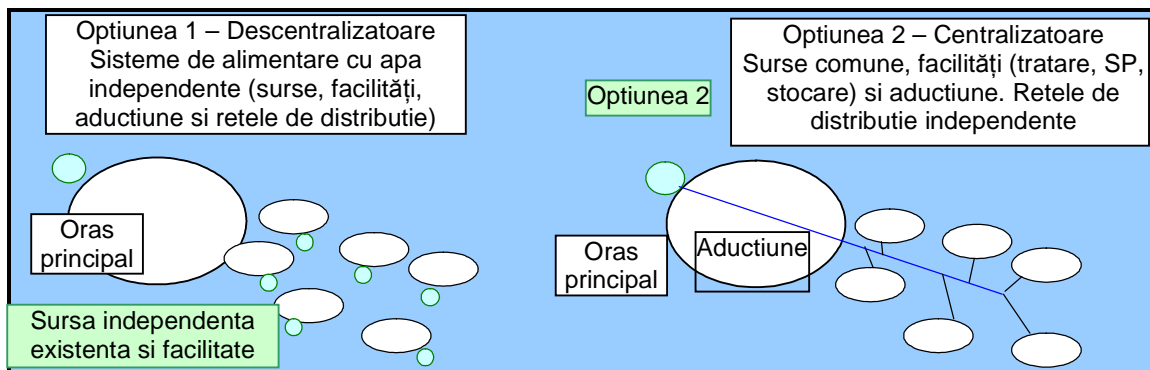 Optiunea 1 – Descentralizatoare
Sisteme de alimentare cu apa
independente (surse, facilități,
aductiune si retele de distributie)
Oras
principal
Sursa independenta
existenta si facilitate
Optiunea 2
Optiunea 2 – Centralizatoare
Surse comune, facilități (tratare, SP,
stocare) si aductiune. Retele de
distributie independente
Oras
principal
Aductiune